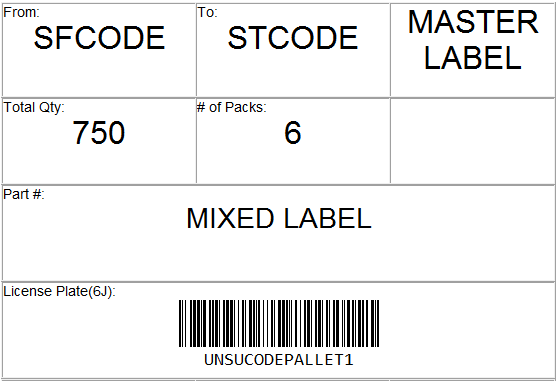 From:
SFCODE
To:
STCODE
MASTER
LABEL
Total Qty:
750
# of Packs:
6
Part #:
MIXED LABEL
License Plate(6J):
UNSUCODEPALLET1